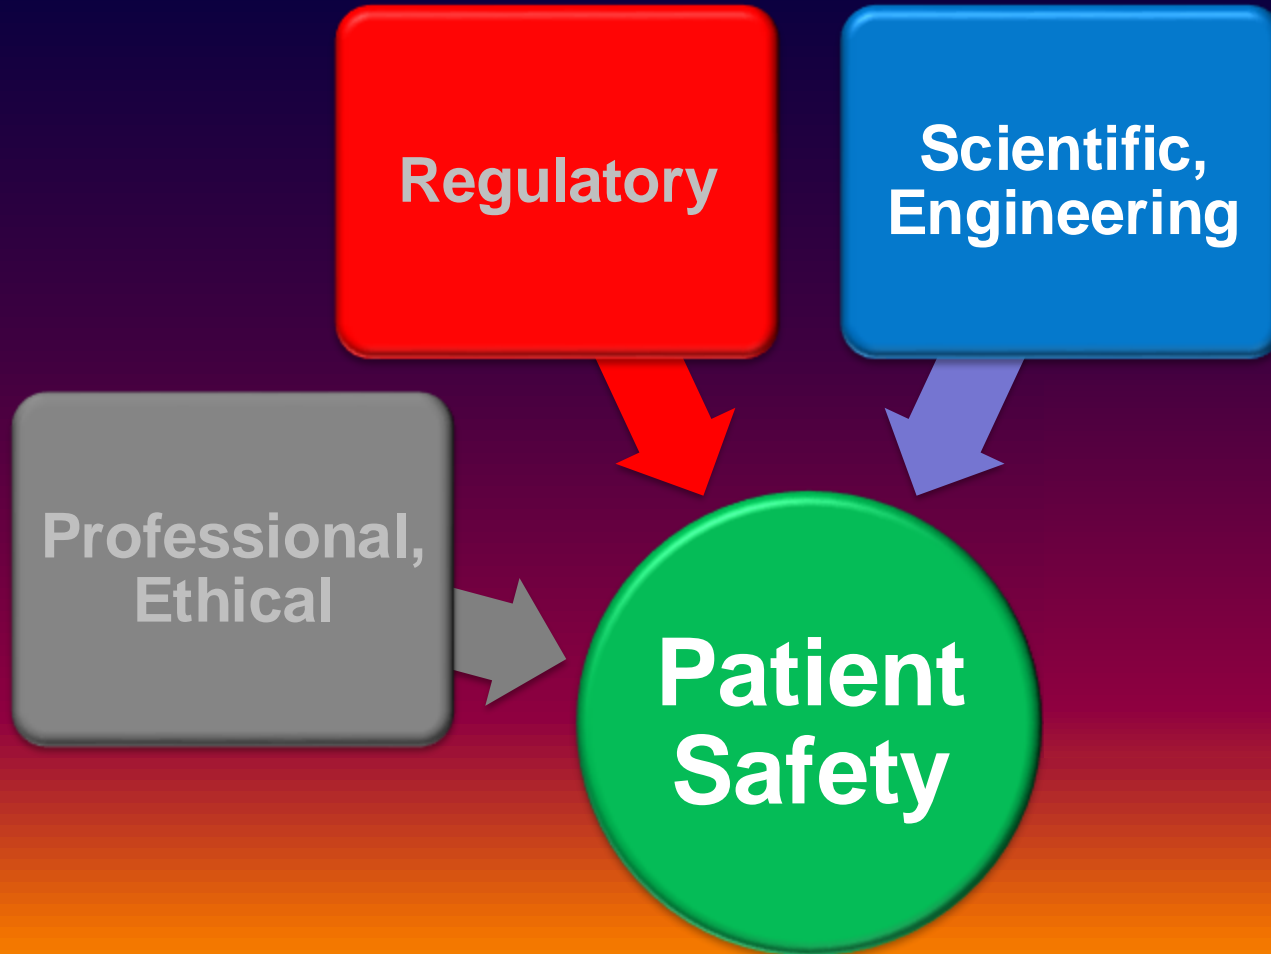 Regulatory
Scientific,
Engineering
Professional,
Ethical
Patient
Safety